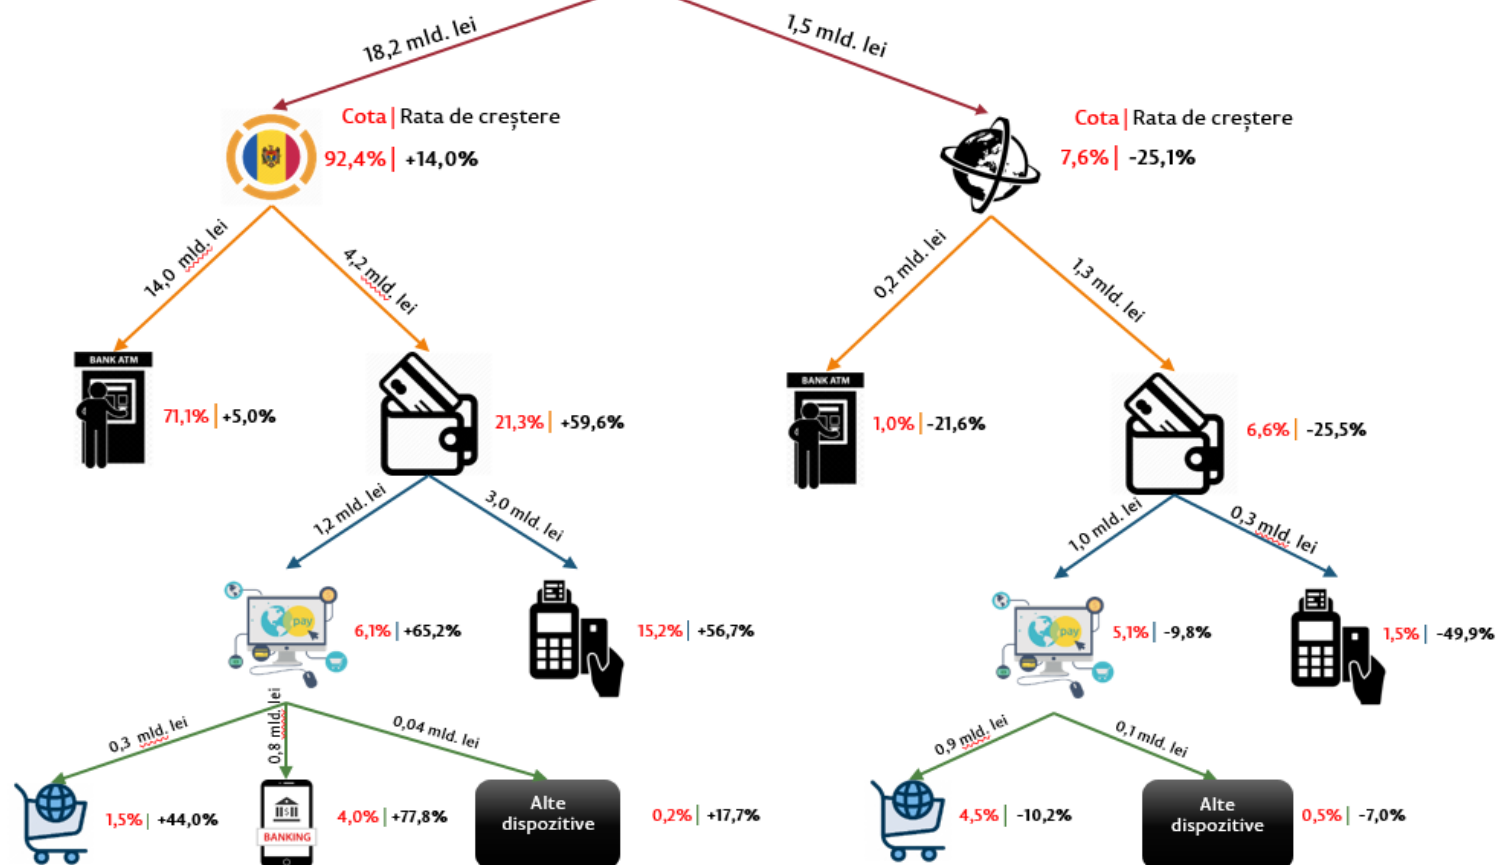 18,2 mld. lei
1,5 mld. lei
Cota | Rata de creștere
92,4% | +14,0%
Cota | Rata de creștere
7,6% | -25,1%
14,0 mld. lei
4,2 mld. lei
0,2 mld. lei
1,3 mld. lei
BANK ATM
71,1% | +5,0%
21,3% | +59,6%
BANK ATM
1,0% | -21,6%
6,6% | -25,5%
1,2 mld. lei
3,0 mld. lei
1,0 mld. lei
0,3 mld. lei
pay
6,1% | +65,2%
15,2% | +56,7%
pay
5,1% | -9,8%
1,5% | -49,9%
0,3 mld. lei
0,8 mld. lei
0,04 mld. lei
0,9 mld. lei
0,1 mld. lei
1,5% | +44,0%
BANKING
4,0% | +77,8%
Alte
dispozitive
0,2% | +17,7%
4,5% | -10,2%
Alte
dispozitive
0,5% | -7,0%